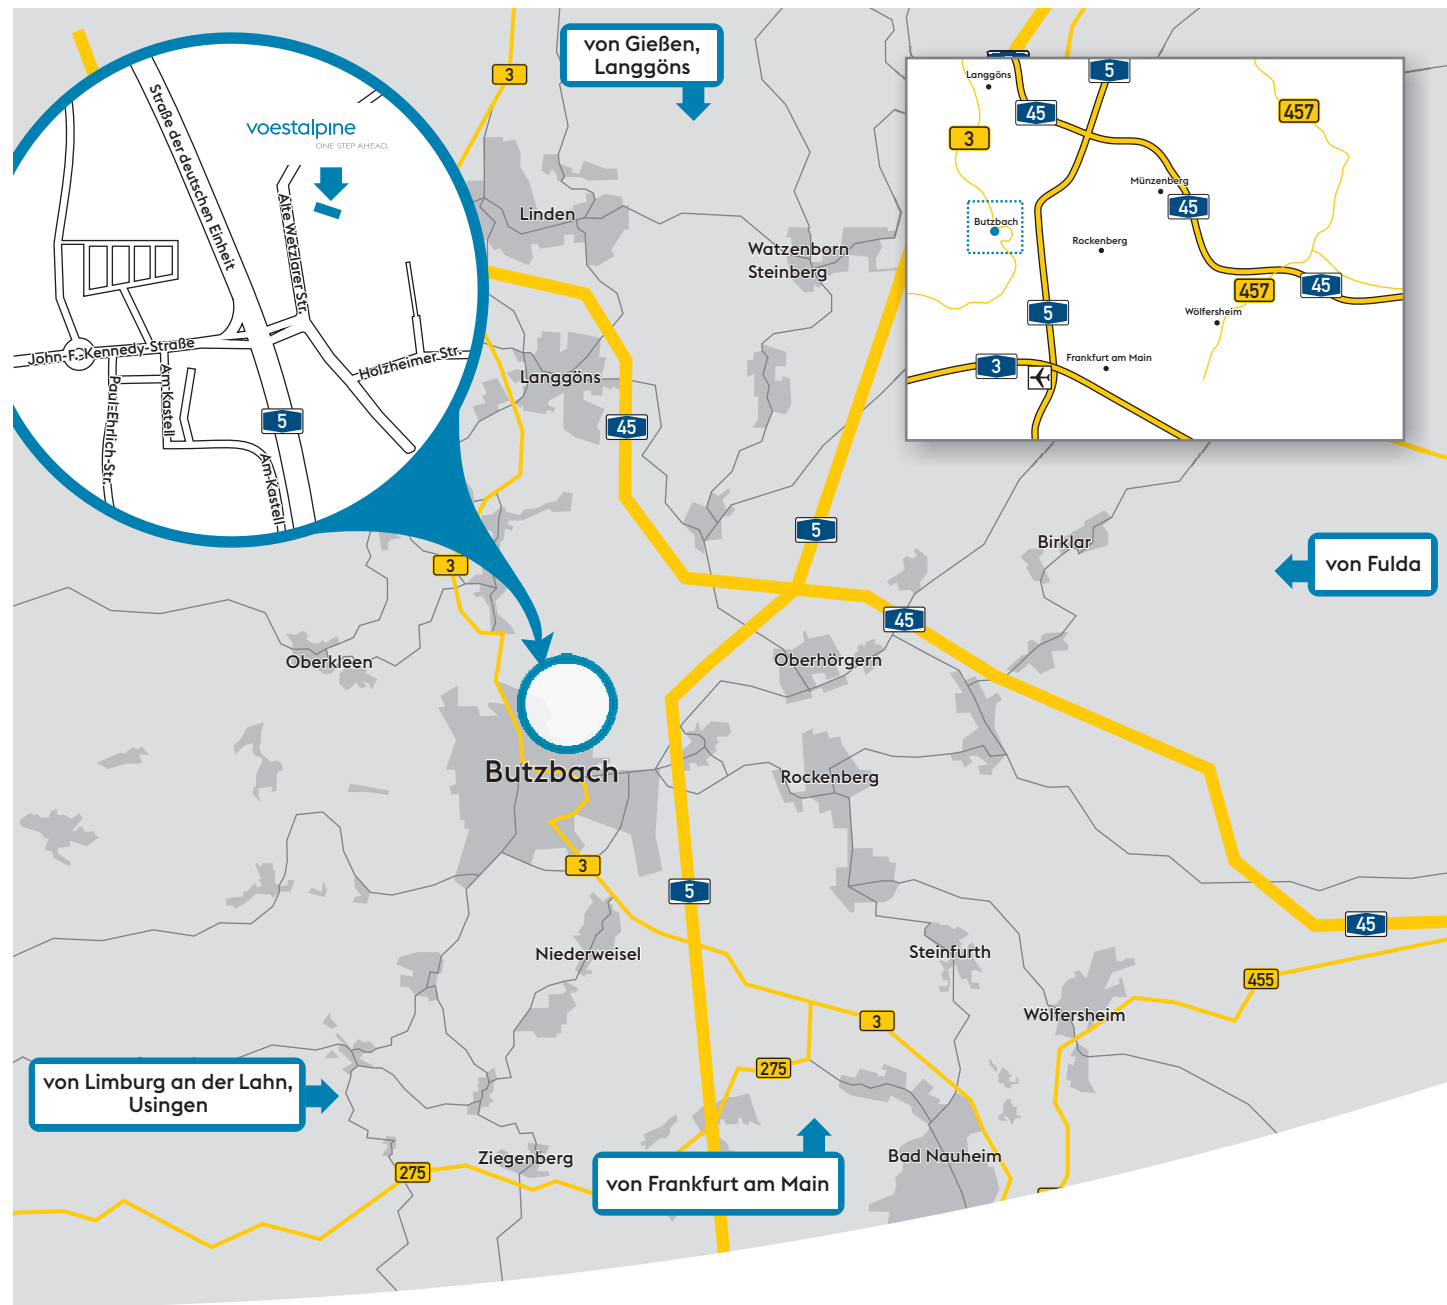 von Gießen,
Langgöns
3
Straße der deutschen Einheit
voestalpine
ONE STEP AHEAD.
Alte Wetzlarer Str.
John-F.-Kennedy-Straße
Holzheimer Str.
Paul-Ehrlich-Str.
Am-Kastell
5
Am-Kastell
Langgöns
5
45
457
3
Münzenberg
45
Butzbach
Rockenberg
45
457
5
Wölfersheim
Frankfurt am Main
3
Linden
Watzenborn
Steinberg
Langgöns
45
5
Birklar
3
von Fulda
45
Oberkleen
Oberhörgern
Butzbach
Rockenberg
3
5
45
Niederweisel
Steinfurth
455
Wölfersheim
3
275
von Limburg an der Lahn,
Usingen
Ziegenberg
Bad Nauheim
275
von Frankfurt am Main